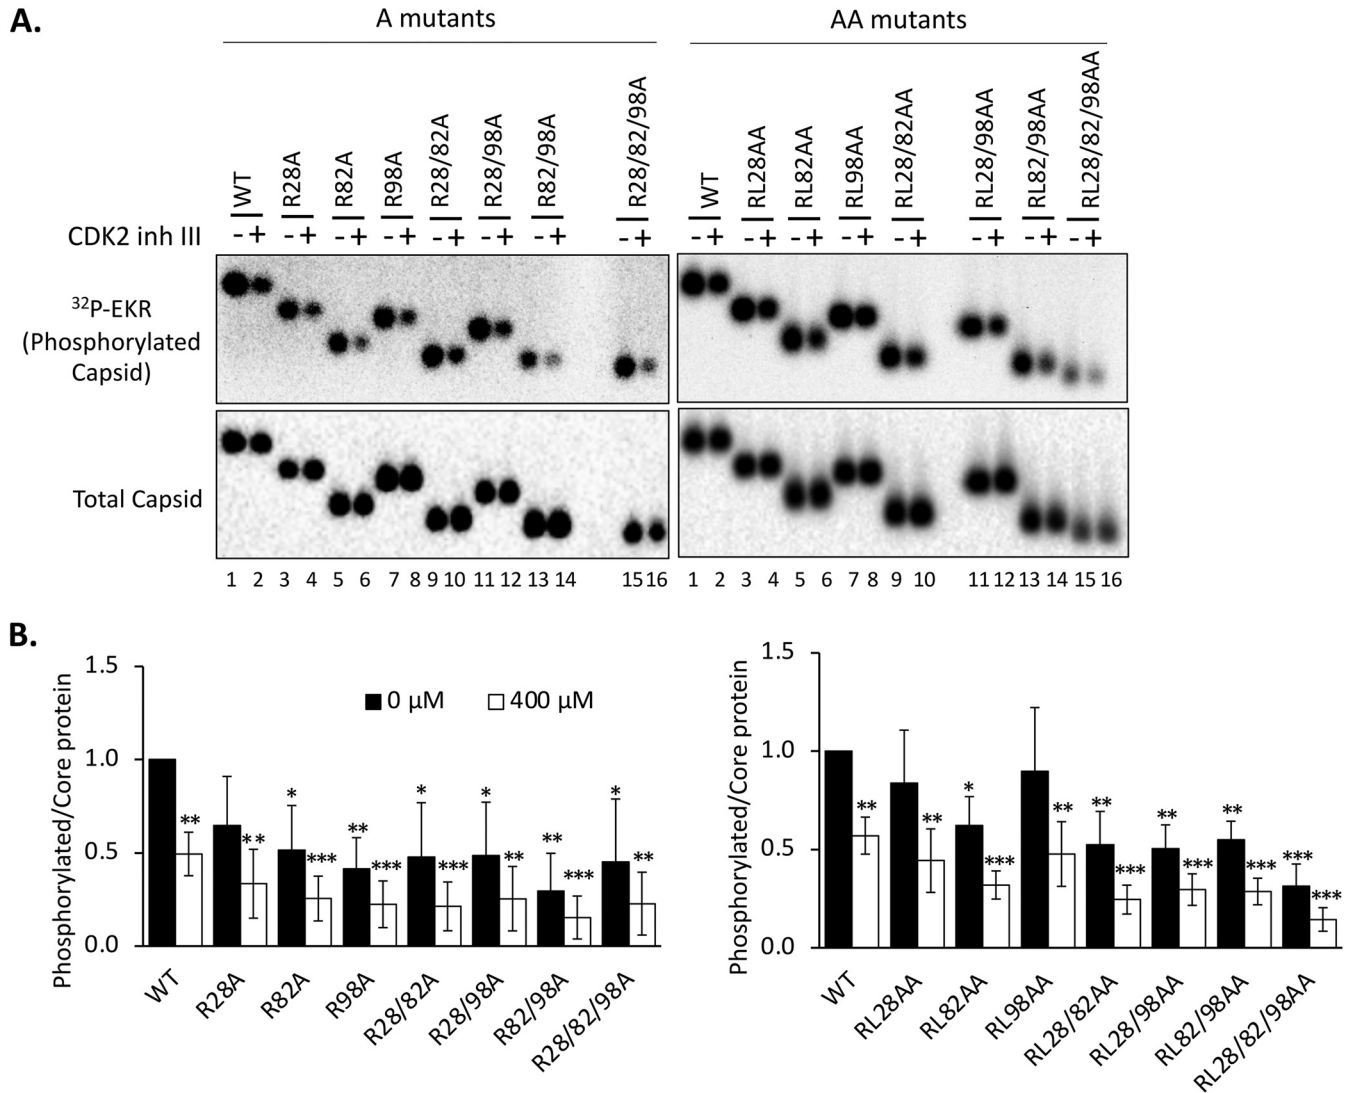 A.
A mutants
AA mutants
WT R28A R82A R98A R28/82A R28/98A R82/98A R28/82/98A
WT RL28AA RL82AA RL98AA RL28/82AA RL28/98AA RL82/98AA RL28/82/98AA
CDK2 inh III - + - + - + - + - + - + - + - + - + - + - + - + - + - + - + - +
³²P-EKR
(Phosphorylated
Capsid)
Total Capsid
1 2 3 4 5 6 7 8 9 10 11 12 13 14 15 16
1 2 3 4 5 6 7 8 9 10 11 12 13 14 15 16
B.
Phosphorylated/Core protein
1.5
1.0
0.5
0.0
0 µM
400 µM
** ** * *** ** *** * *** * ** ** *** * **
WT R28A R82A R98A R28/82A R28/98A R82/98A R28/82/98A
Phosphorylated/Core protein
1.5
1.0
0.5
0.0
** ** * *** ** ** *** ** *** ** *** *** ***
WT RL28AA RL82AA RL98AA RL28/82AA RL28/98AA RL82/98AA RL28/82/98AA